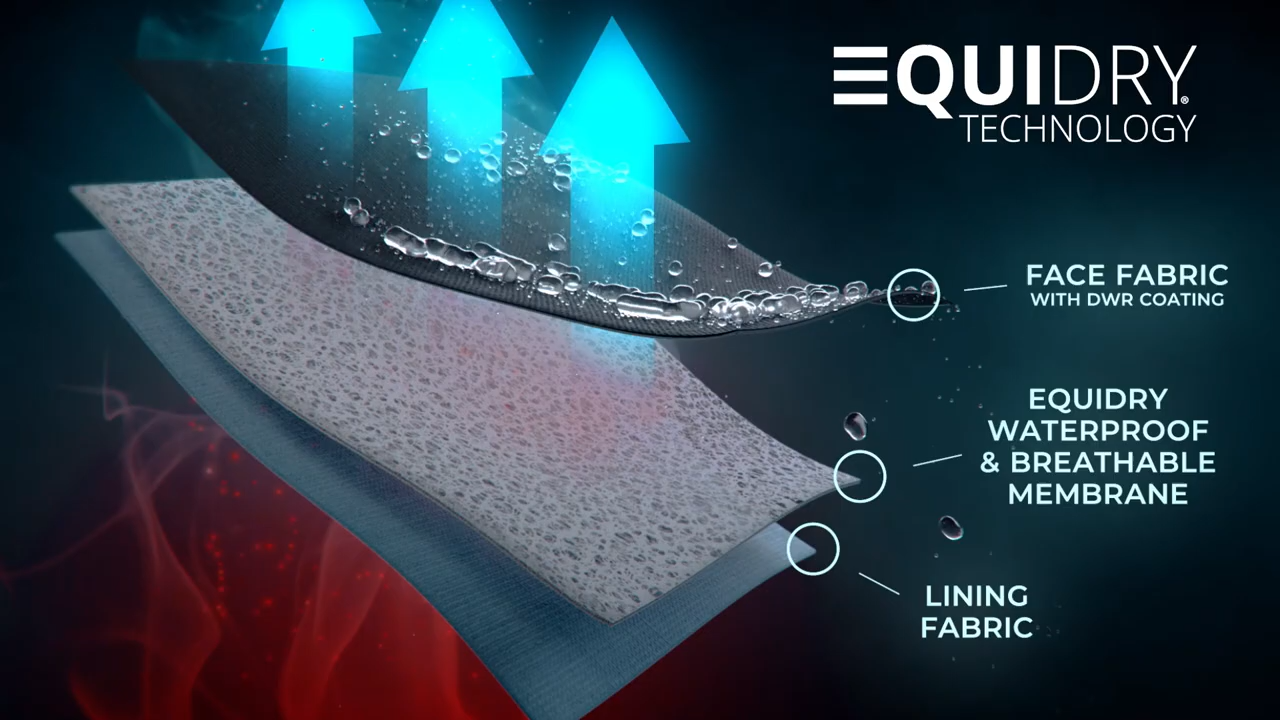 EQUIDRY®
TECHNOLOGY
FACE FABRIC
WITH DWR COATING
EQUIDRY
WATERPROOF
& BREATHABLE
MEMBRANE
LINING
FABRIC